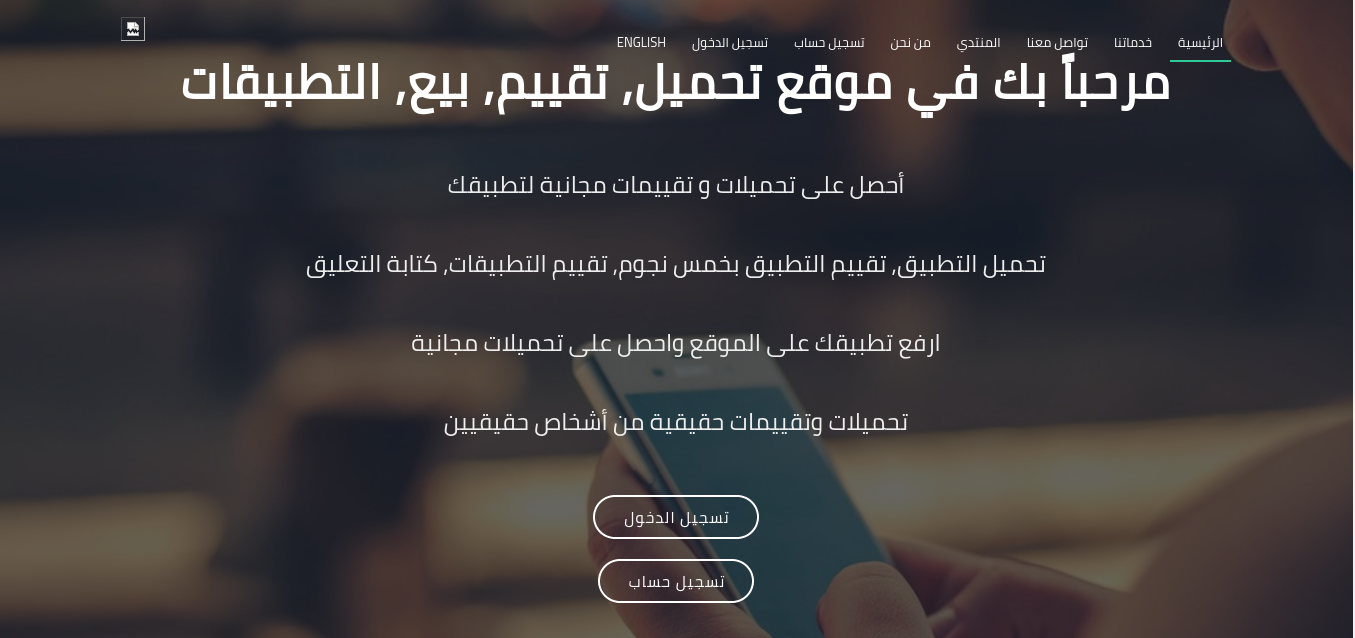 الرئيسية خدماتنا تواصل معنا المنتدي من نحن تسجيل حساب تسجيل الدخول ENGLISH
مرحباً بك في موقع تحميل, تقييم, بيع, التطبيقات
أحصل على تحميلات و تقييمات مجانية لتطبيقك
تحميل التطبيق, تقييم التطبيق بخمس نجوم, تقييم التطبيقات, كتابة التعليق
ارفع تطبيقك على الموقع واحصل على تحميلات مجانية
تحميلات وتقييمات حقيقية من أشخاص حقيقيين
تسجيل الدخول
تسجيل حساب